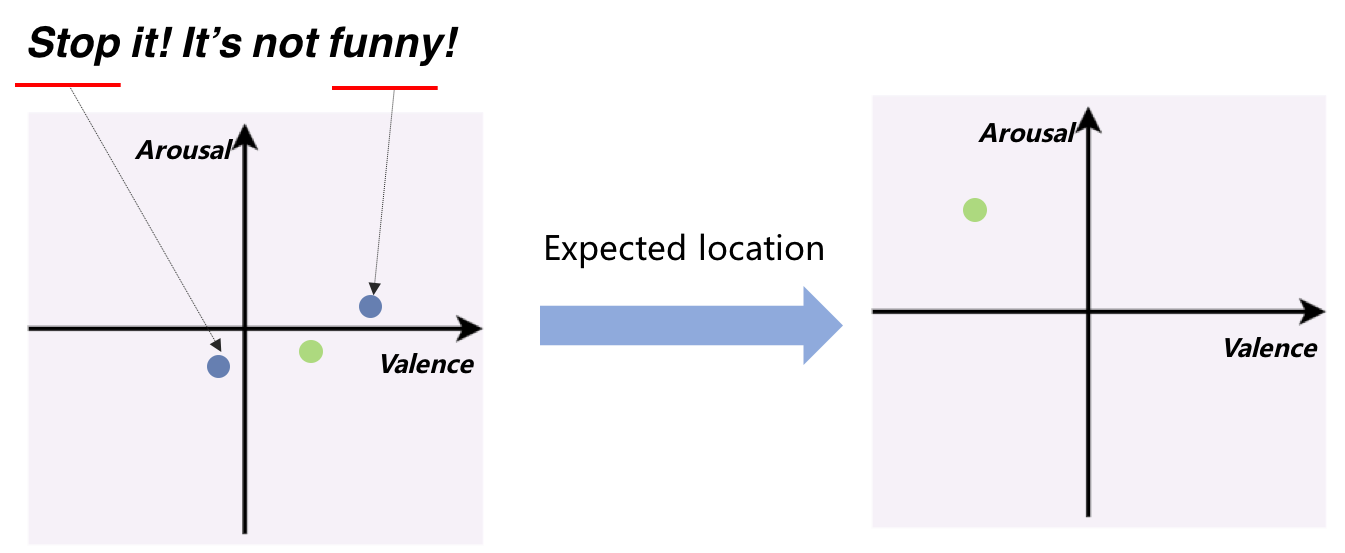 Stop it! It's not funny!
Arousal
Valence
Expected location
Arousal
Valence